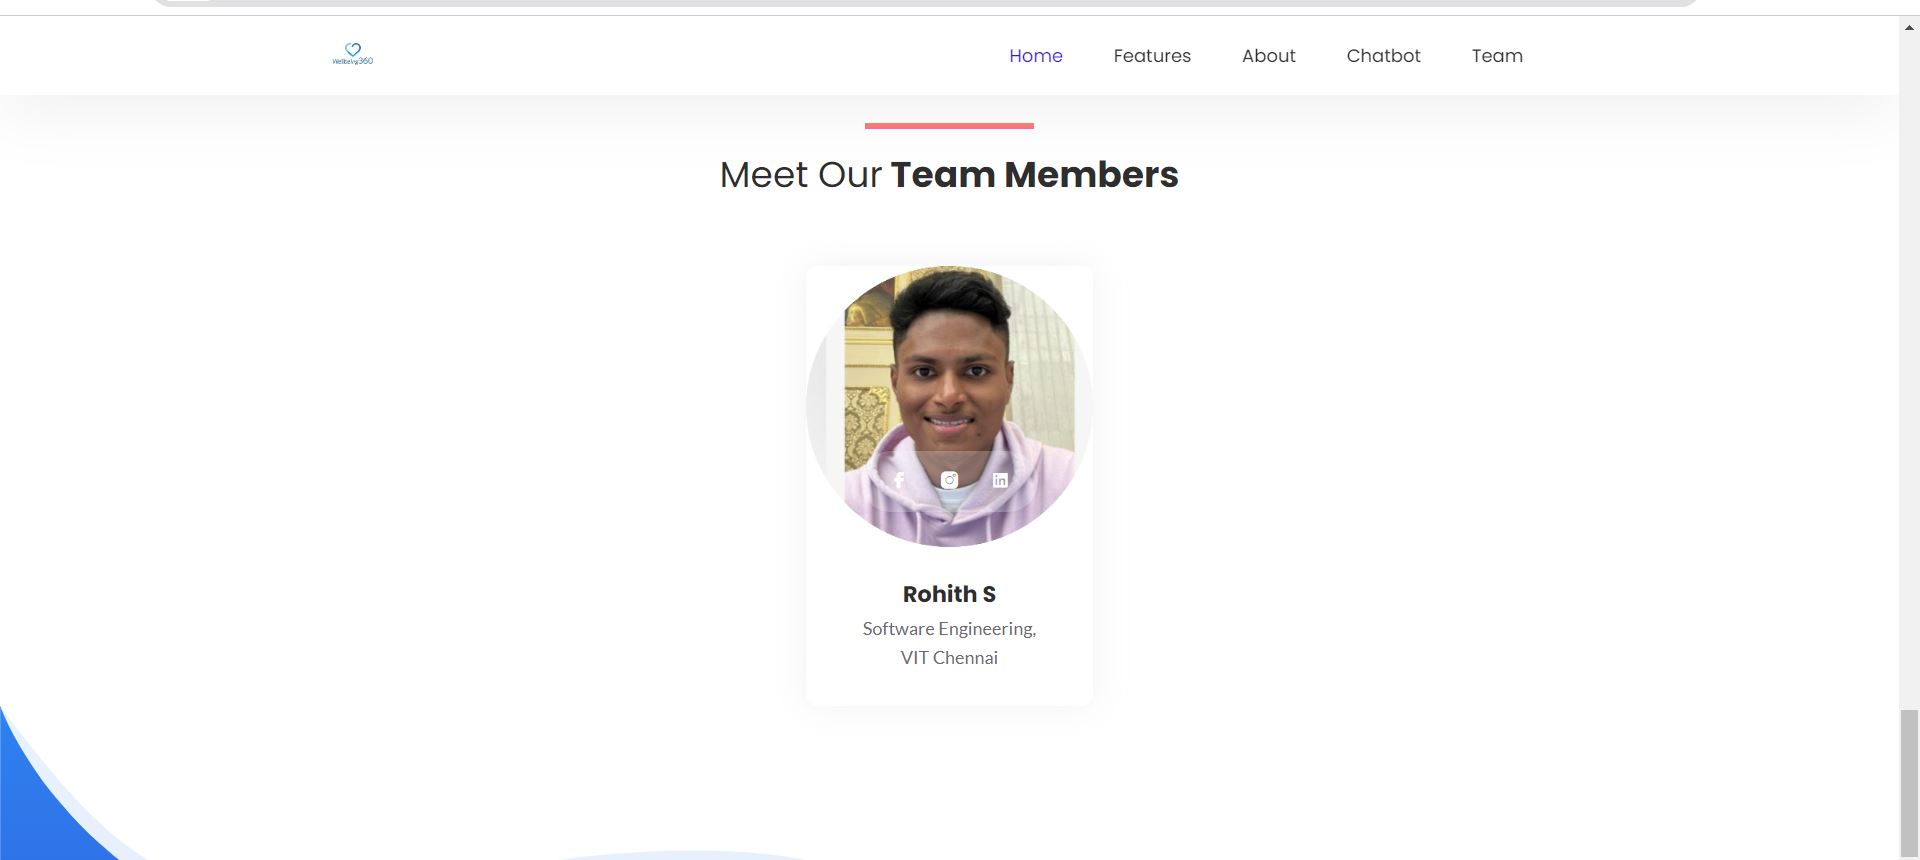 Wellbeing360
Home Features About Chatbot Team
Meet Our Team Members
Rohith S
Software Engineering,
VIT Chennai